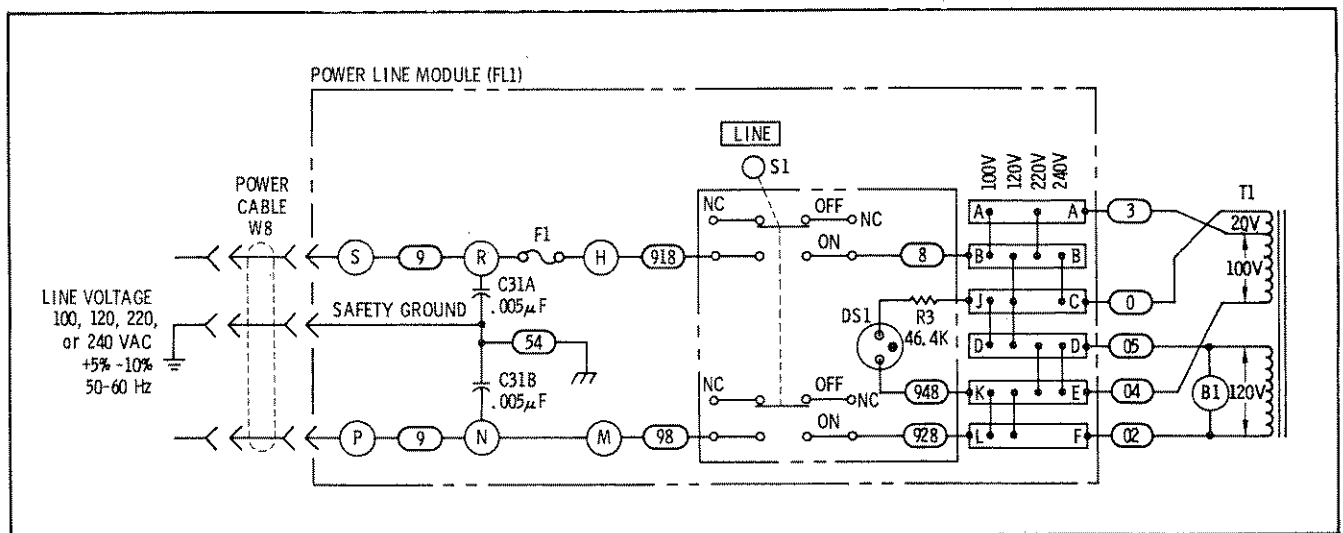 POWER LINE MODULE (FL1)
LINE
S1
100V
120V
220V
240V
POWER
CABLE
W8
NC
OFF
NC
A
A
3
T1
20V
S
9
R
F1
H
918
ON
8
B
B
100V
C31A
.005μF
LINE VOLTAGE
100, 120, 220,
or 240 VAC
+5% -10%
50-60 Hz
SAFETY GROUND
J
C
0
DS1
R3
46.4K
54
D
D
05
C31B
.005μF
NC
OFF
NC
948
K
E
04
B1
120V
P
9
N
M
98
ON
928
L
F
02